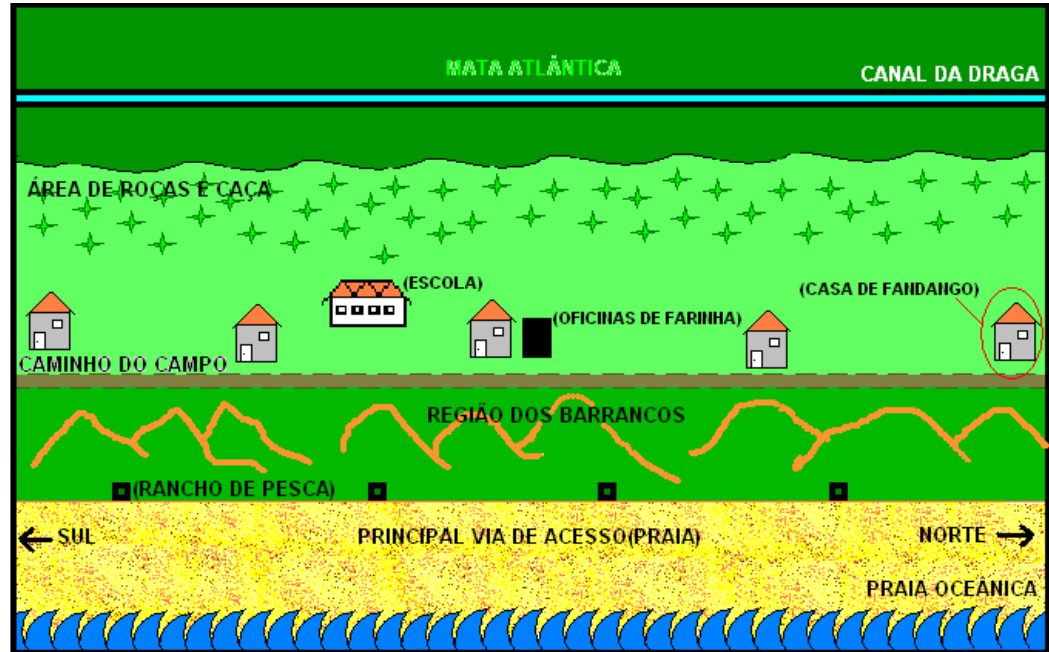 MATA ATLÂNTICA
CANAL DA DRAGA
ÁREA DE ROÇAS E CAÇA
(ESCOLA)
(CASA DE FANDANGO)
(OFICINAS DE FARINHA)
CAMINHO DO CAMPO
REGIÃO DOS BARRANCOS
(RANCHO DE PESCA)
SUL
PRINCIPAL VIA DE ACESSO(PRAIA)
NORTE
PRAIA OCEÂNICA